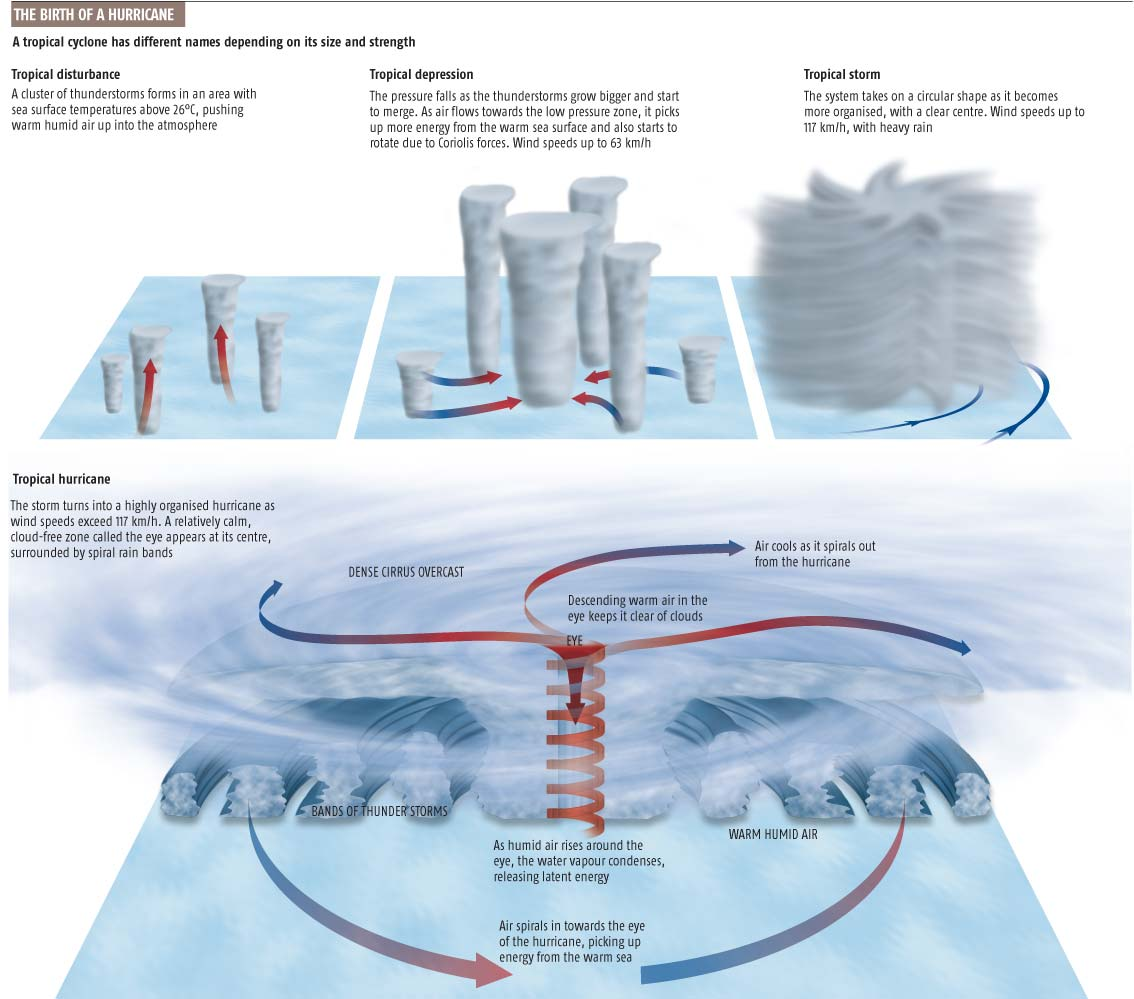 THE BIRTH OF A HURRICANE
A tropical cyclone has different names depending on its size and strength
Tropical disturbance
A cluster of thunderstorms forms in an area with
sea surface temperatures above 26ºC, pushing
warm humid air up into the atmosphere
Tropical depression
The pressure falls as the thunderstorms grow bigger and start
to merge. As air flows towards the low pressure zone, it picks
up more energy from the warm sea surface and also starts to
rotate due to Coriolis forces. Wind speeds up to 63 km/h
Tropical storm
The system takes on a circular shape as it becomes
more organised, with a clear centre. Wind speeds up to
117 km/h, with heavy rain
Tropical hurricane
The storm turns into a highly organised hurricane as
wind speeds exceed 117 km/h. A relatively calm,
cloud-free zone called the eye appears at its centre,
surrounded by spiral rain bands
DENSE CIRRUS OVERCAST
Air cools as it spirals out
from the hurricane
Descending warm air in the
eye keeps it clear of clouds
EYE
BANDS OF THUNDER STORMS
WARM HUMID AIR
As humid air rises around the
eye, the water vapour condenses,
releasing latent energy
Air spirals in towards the eye
of the hurricane, picking up
energy from the warm sea